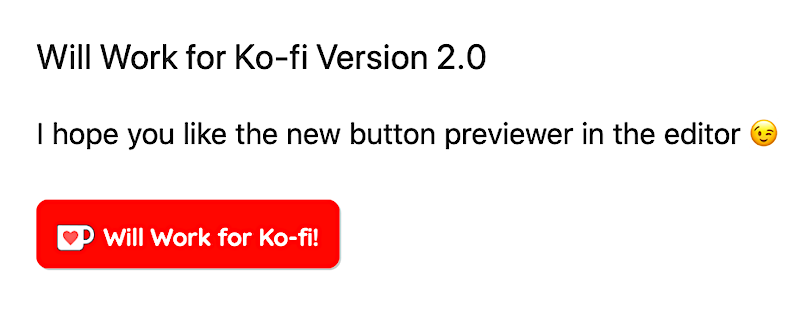 Will Work for Ko-fi Version 2.0
I hope you like the new button previewer in the editor 😉
Will Work for Ko-fi!